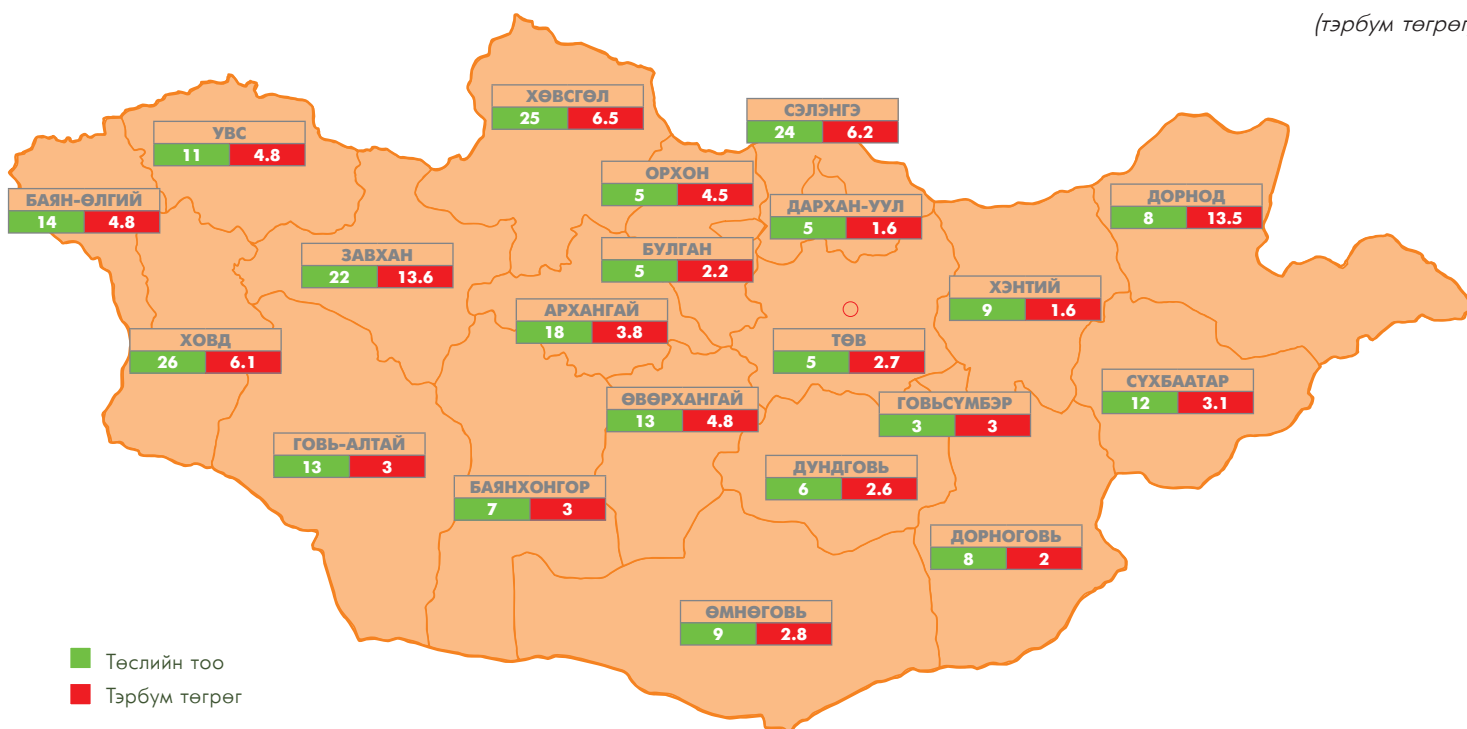 (тэрбум төгрөг
ХӨВСГӨЛ
25 6.5
СЭЛЭНГЭ
24 6.2
УВС
11 4.8
ОРХОН
5 4.5
БАЯН-ӨЛГИЙ
14 4.8
ДАРХАН-УУЛ
5 1.6
ДОРНОД
8 13.5
ЗАВХАН
22 13.6
БУЛГАН
5 2.2
ХЭНТИЙ
9 1.6
АРХАНГАЙ
18 3.8
ХОВД
26 6.1
ТӨВ
5 2.7
СҮХБААТАР
12 3.1
ӨВӨРХАНГАЙ
13 4.8
ГОВЬСҮМБЭР
3 3
ГОВЬ-АЛТАЙ
13 3
ДУНДГОВЬ
6 2.6
БАЯНХОНГОР
7 3
ДОРНОГОВЬ
8 2
ӨМНӨГОВЬ
9 2.8
Төслийн тоо
Тэрбум төгрөг